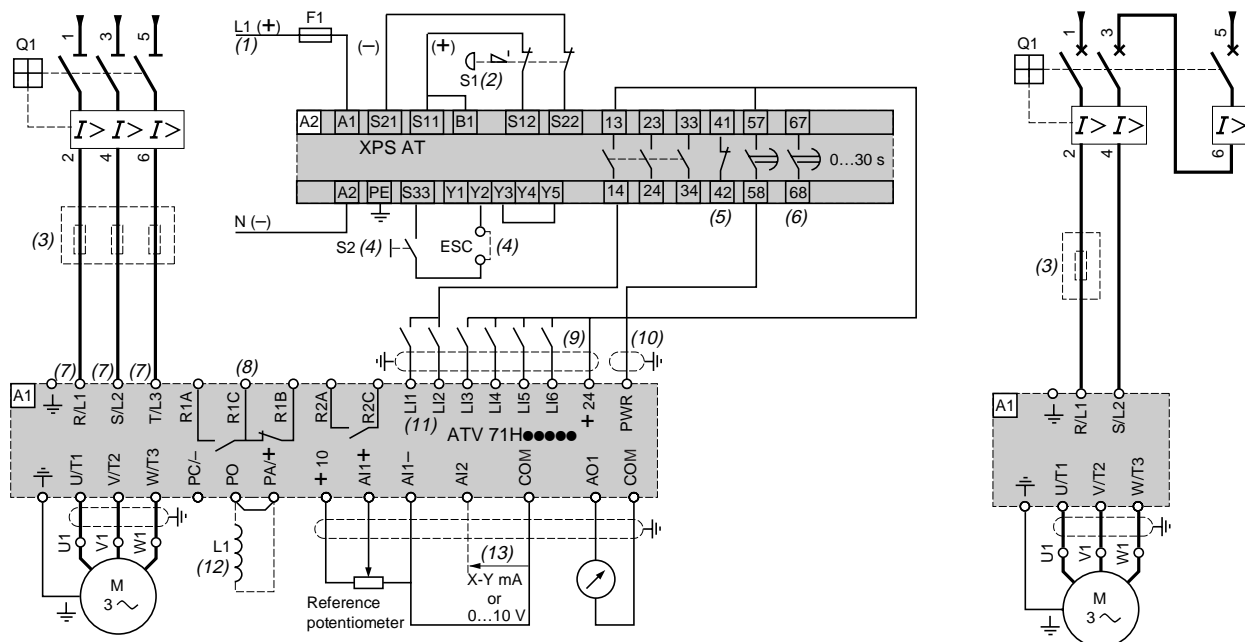 L1 (+) F1
(1)
1 3 5
Q1
(–) (+)
S1 (2)
I> I> I>
2 4 6
A2 A1 S21 S11 B1 S12 S22 13 23 33 41 57 67
XPS AT
0…30 s
A2 PE S33 Y1 Y2 Y3 Y4 Y5 14 24 34 42 58 68
(5) (6)
N (–)
S2 (4) ESC (4)
(3)
(9) (10)
(7) (7) (7) (8)
A1
R/L1 S/L2 T/L3 R1A R1C R1B R2A R2C LI1 LI2 LI3 LI4 LI5 LI6 +24 PWR
(11)
ATV 71H●●●●●
U/T1 V/T2 W/T3 PC/– PO PA/+ +10 AI1+ AI1– AI2 COM AO1 COM
U1 V1 W1
L1
(12)
(13)
X-Y mA
or
0…10 V
Reference
potentiometer
M
3
1 3 5
Q1
I> I> I>
2 4 6
(3)
A1
R/L1 S/L2
U/T1 V/T2 W/T3
U1 V1 W1
M
3